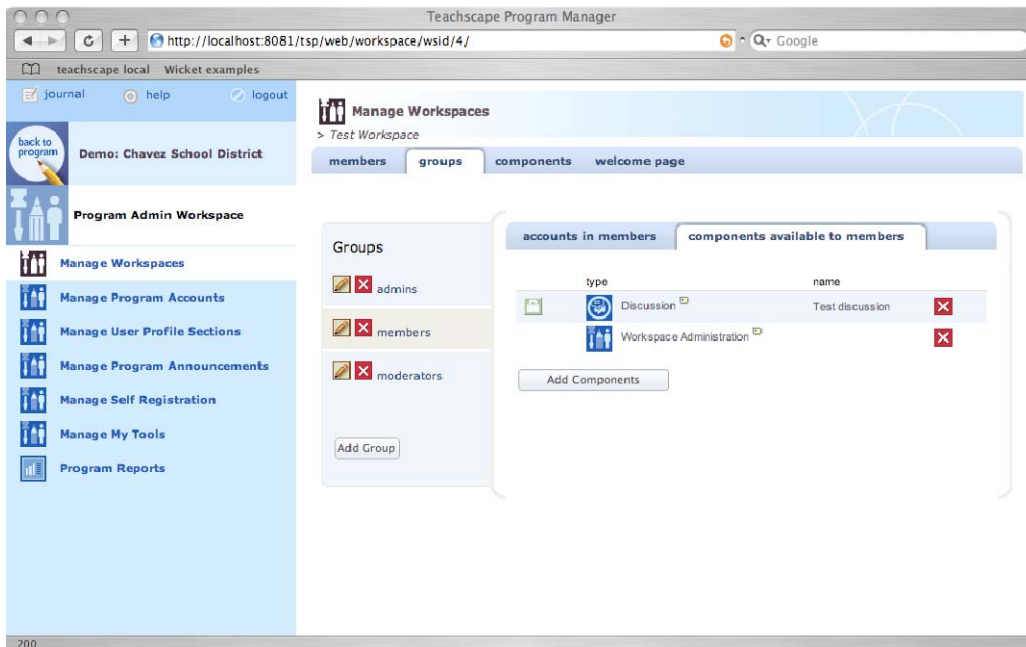 Teachscape Program Manager
http://localhost:8081/tsp/web/workspace/wsid/4/
Google
teachscape local Wicket examples
journal help logout
back to program
Demo: Chavez School District
Program Admin Workspace
Manage Workspaces
Manage Program Accounts
Manage User Profile Sections
Manage Program Announcements
Manage Self Registration
Manage My Tools
Program Reports
Manage Workspaces
> Test Workspace
members groups components welcome page
Groups
admins
members
moderators
Add Group
accounts in members components available to members
type name
Discussion Test discussion
Workspace Administration
Add Components
200